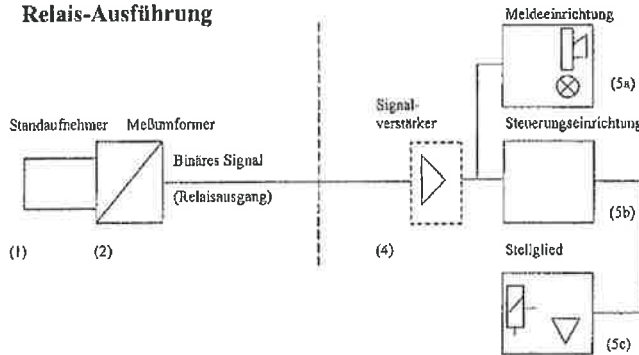 Relais-Ausführung
Meldeeinrichtung
(5a)
Standaufnehmer Meßumformer
Signal-
verstärker
Steuerungseinrichtung
Binäres Signal
(Relaisausgang)
(1)
(2)
(4)
(5b)
Stellglied
(5c)